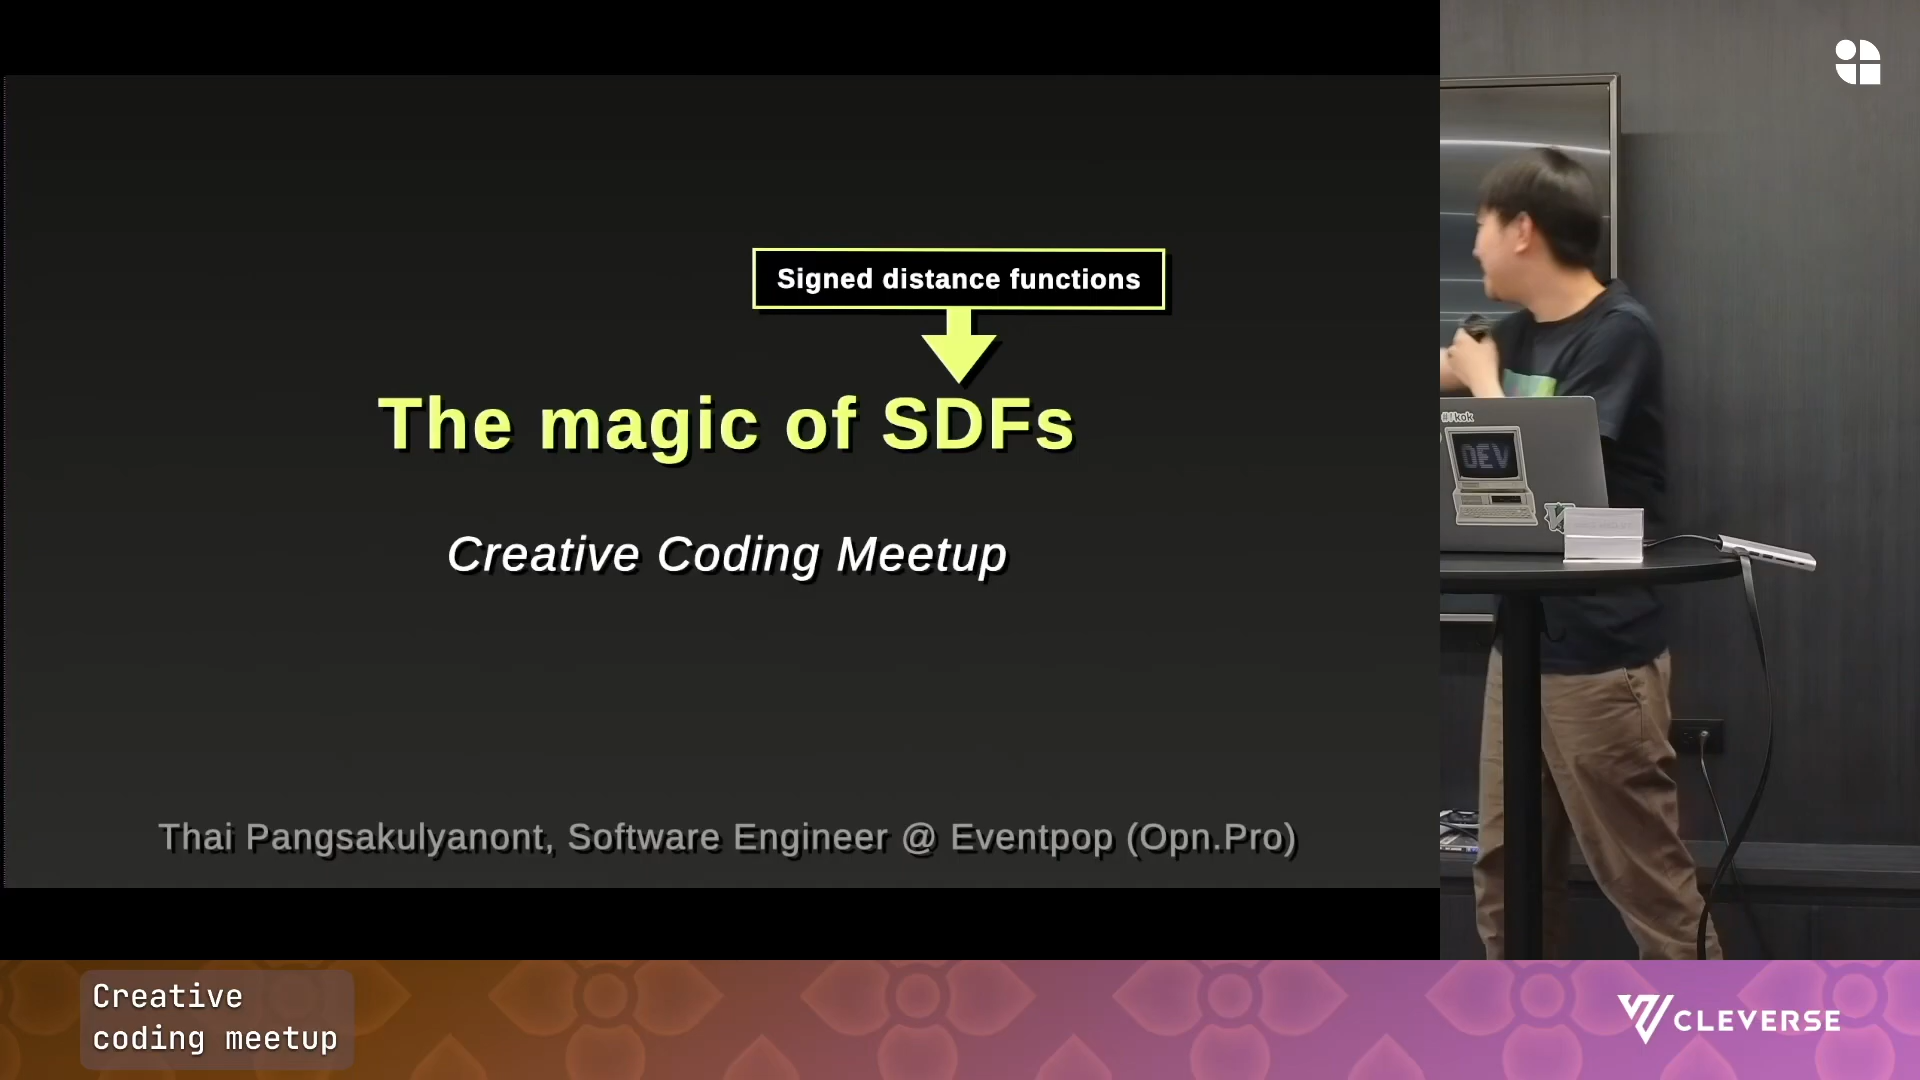 Signed distance functions
The magic of SDFs
Creative Coding Meetup
Thai Pangsakulyanont, Software Engineer @ Eventpop (Opn.Pro)
DEV
Creative
coding meetup
CLEVERSE